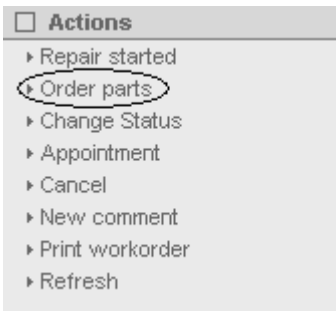 Actions
Repair started
Order parts
Change Status
Appointment
Cancel
New comment
Print workorder
Refresh